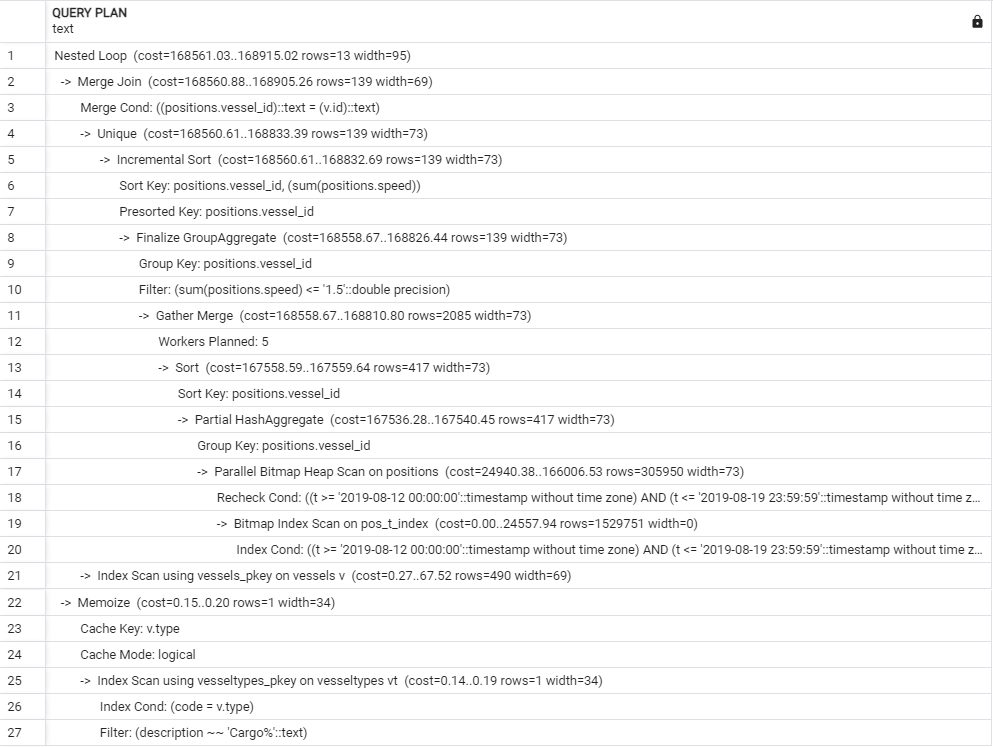 QUERY PLAN
text
1 Nested Loop (cost=168561.03..168915.02 rows=13 width=95)
2 -> Merge Join (cost=168560.88..168905.26 rows=139 width=69)
3 Merge Cond: ((positions.vessel_id)::text = (v.id)::text)
4 -> Unique (cost=168560.61..168833.39 rows=139 width=73)
5 -> Incremental Sort (cost=168560.61..168832.69 rows=139 width=73)
6 Sort Key: positions.vessel_id, (sum(positions.speed))
7 Presorted Key: positions.vessel_id
8 -> Finalize GroupAggregate (cost=168558.67..168826.44 rows=139 width=73)
9 Group Key: positions.vessel_id
10 Filter: (sum(positions.speed) <= '1.5'::double precision)
11 -> Gather Merge (cost=168558.67..168810.80 rows=2085 width=73)
12 Workers Planned: 5
13 -> Sort (cost=167558.59..167559.64 rows=417 width=73)
14 Sort Key: positions.vessel_id
15 -> Partial HashAggregate (cost=167536.28..167540.45 rows=417 width=73)
16 Group Key: positions.vessel_id
17 -> Parallel Bitmap Heap Scan on positions (cost=24940.38..166006.53 rows=305950 width=73)
18 Recheck Cond: ((t >= '2019-08-12 00:00:00'::timestamp without time zone) AND (t <= '2019-08-19 23:59:59'::timestamp without time z...
19 -> Bitmap Index Scan on pos_t_index (cost=0.00..24557.94 rows=1529751 width=0)
20 Index Cond: ((t >= '2019-08-12 00:00:00'::timestamp without time zone) AND (t <= '2019-08-19 23:59:59'::timestamp without time z...
21 -> Index Scan using vessels_pkey on vessels v (cost=0.27..67.52 rows=490 width=69)
22 -> Memoize (cost=0.15..0.20 rows=1 width=34)
23 Cache Key: v.type
24 Cache Mode: logical
25 -> Index Scan using vesseltypes_pkey on vesseltypes vt (cost=0.14..0.19 rows=1 width=34)
26 Index Cond: (code = v.type)
27 Filter: (description ~~ 'Cargo%'::text)